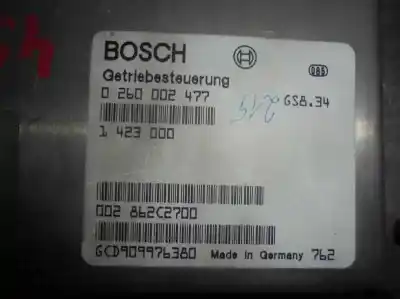 BOSCH
Getriebesteuerung
0 260 002 477
GS8.34
1 423 000
002 862C2700
GCD909976380 Made in Germany 762